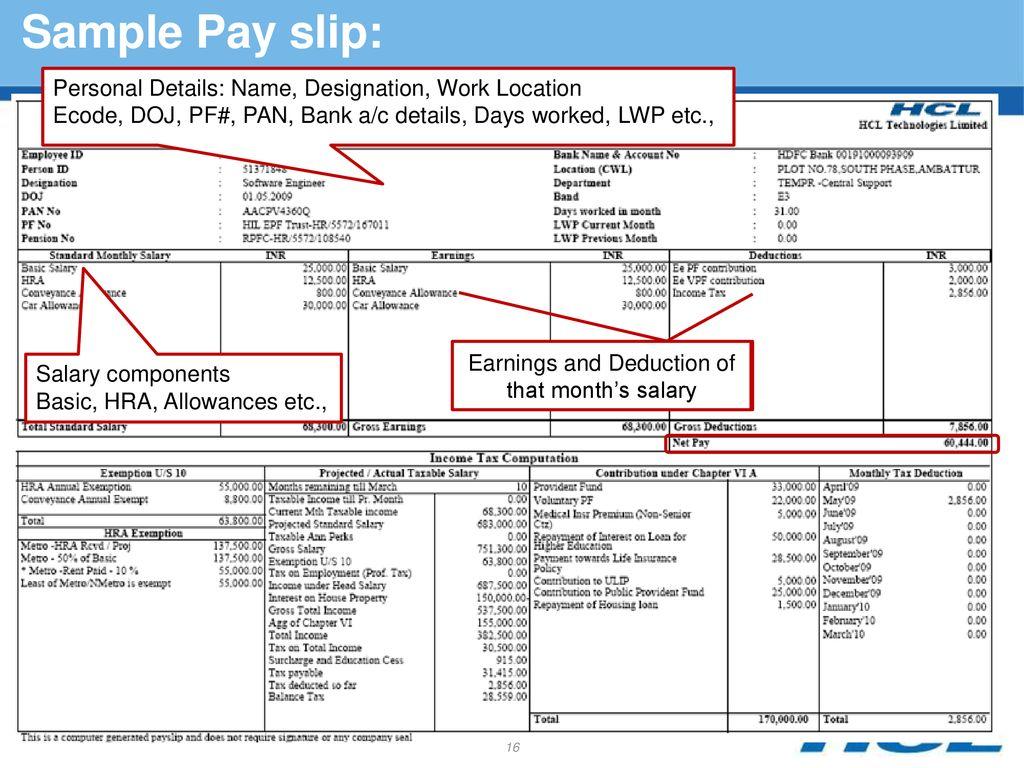 Sample Pay slip:
Personal Details: Name, Designation, Work Location
Ecode, DOJ, PF#, PAN, Bank a/c details, Days worked, LWP etc.,
HCL
HCL Technologies Limited
Employee ID : Bank Name & Account No : HDFC Bank 00191000093909
Person ID : 51371848 Location (CWL) : PLOT NO.78,SOUTH PHASE,AMBATTUR
Designation : Software Engineer Department : TEMPR -Central Support
DOJ : 01.05.2009 Band : E3
PAN No : AACPV4360Q Days worked in month : 31.00
PF No : HIL EPF Trust-HR/5572/167011 LWP Current Month : 0.00
Pension No : RPFC-HR/5572/108540 LWP Previous Month : 0.00
Standard Monthly Salary INR Earnings INR Deductions INR
Basic Salary 25,000.00 Basic Salary 25,000.00 Ee PF contribution 3,000.00
HRA 12,500.00 HRA 12,500.00 Ee VPF contribution 2,000.00
Conveyance Allowance 800.00 Conveyance Allowance 800.00 Income Tax 2,856.00
Car Allowan 30,000.00 Car Allowance 30,000.00
Salary components
Basic, HRA, Allowances etc.,
Earnings and Deduction of
that month's salary
Total Standard Salary 68,300.00 Gross Earnings 68,300.00 Gross Deductions 7,856.00
Net Pay 60,444.00
Income Tax Computation
Exemption U/S 10
HRA Annual Exemption 55,000.00
Conveyance Annual Exempt 8,800.00
Total 63,800.00
HRA Exemption
Metro -HRA Rcvd / Proj 137,500.00
Metro - 50% of Basic 137,500.00
* Metro -Rent Paid - 10 % 55,000.00
Least of Metro/NMetro is exempt 55,000.00
Projected / Actual Taxable Salary
Months remaining till March 10
Taxable Income till Pr. Month 0.00
Current Mth Taxable income 68,300.00
Projected Standard Salary 683,000.00
Taxable Ann Perks 0.00
Gross Salary 751,300.00
Exemption U/S 10 63,800.00
Tax on Employment (Prof. Tax) 0.00
Income under Head Salary 687,500.00
Interest on House Property 150,000.00
Gross Total Income 537,500.00
Agg of Chapter VI 155,000.00
Total Income 382,500.00
Tax on Total Income 30,500.00
Surcharge and Education Cess 915.00
Tax payable 31,415.00
Tax deducted so far 2,856.00
Balance Tax 28,559.00
Contribution under Chapter VI A
Provident Fund 33,000.00
Voluntary PF 22,000.00
Medical Insr Premium (Non-Senior 5,000.00
Ctz)
Repayment of Interest on Loan for 50,000.00
Higher Education
Payment towards Life Insurance 28,500.00
Policy
Contribution to ULIP 5,000.00
Contribution to Public Provident Fund 25,000.00
Repayment of Housing loan 1,500.00
Total 170,000.00
Monthly Tax Deduction
April'09 0.00
May'09 2,856.00
June'09 0.00
July'09 0.00
August'09 0.00
September'09 0.00
October'09 0.00
November'09 0.00
December'09 0.00
January'10 0.00
February'10 0.00
March'10 0.00
Total 2,856.00
This is a computer generated payslip and does not require signature or any company seal
16
HCL